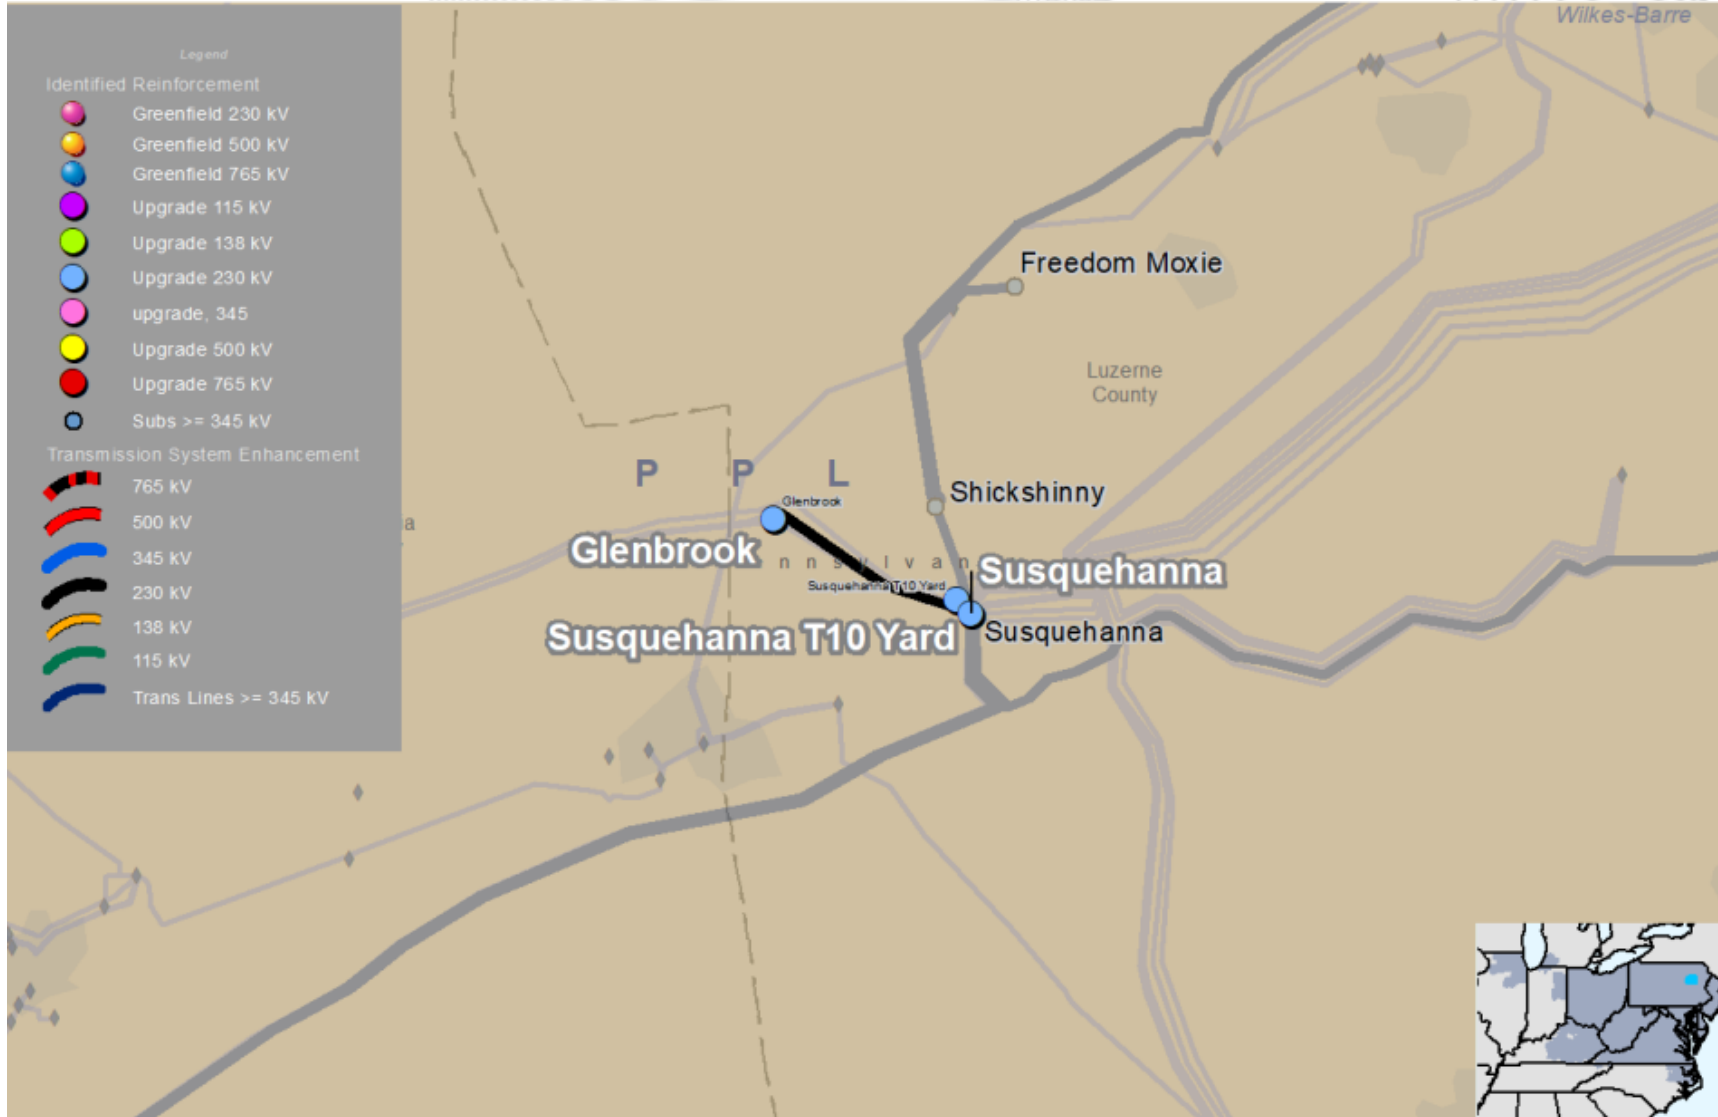 Wilkes-Barre
Legend
Identified Reinforcement
Greenfield 230 kV
Greenfield 500 kV
Greenfield 765 kV
Upgrade 115 kV
Upgrade 138 kV
Upgrade 230 kV
upgrade, 345
Upgrade 500 kV
Upgrade 765 kV
Subs >= 345 kV
Transmission System Enhancement
765 kV
500 kV
345 kV
230 kV
138 kV
115 kV
Trans Lines >= 345 kV
Freedom Moxie
Luzerne
County
P P L
Shickshinny
Glenbrook
Glenbrook
a
n n s y l v a n
Susquehanna
Susquehanna T10 Yard
Susquehanna T10 Yard
Susquehanna